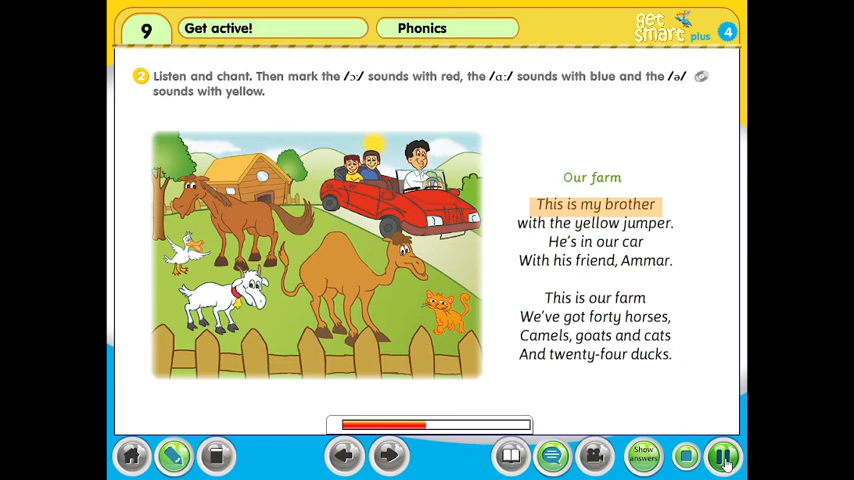 9
Get active!
Phonics
get smart plus 4
2 Listen and chant. Then mark the /ɔː/ sounds with red, the /ɑː/ sounds with blue and the /ə/
sounds with yellow.
Our farm
This is my brother
with the yellow jumper.
He's in our car
With his friend, Ammar.
This is our farm
We've got forty horses,
Camels, goats and cats
And twenty-four ducks.
Show
answers